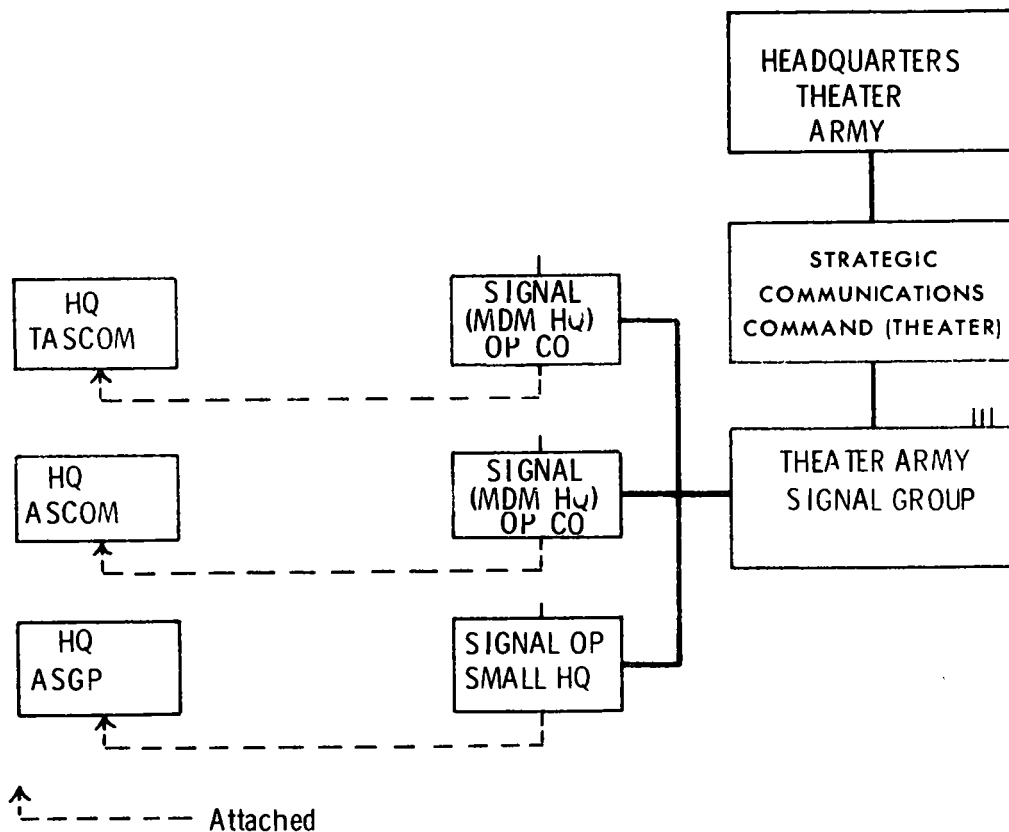 HEADQUARTERS
THEATER
ARMY
STRATEGIC
COMMUNICATIONS
COMMAND (THEATER)
THEATER ARMY
SIGNAL GROUP
HQ
TASCOM
SIGNAL
(MDM HQ)
OP CO
HQ
ASCOM
SIGNAL
(MDM HQ)
OP CO
HQ
ASGP
SIGNAL OP
SMALL HQ
Attached